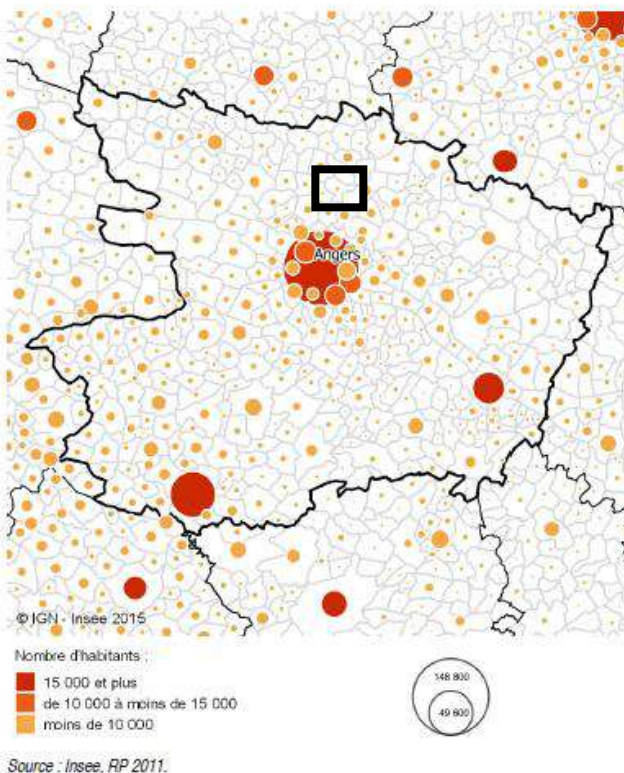 Angers
© IGN - Insee 2015
Nombre d'habitants :
15 000 et plus
de 10 000 à moins de 15 000
moins de 10 000
148 800
49 600
Source : Insee, RP 2011.